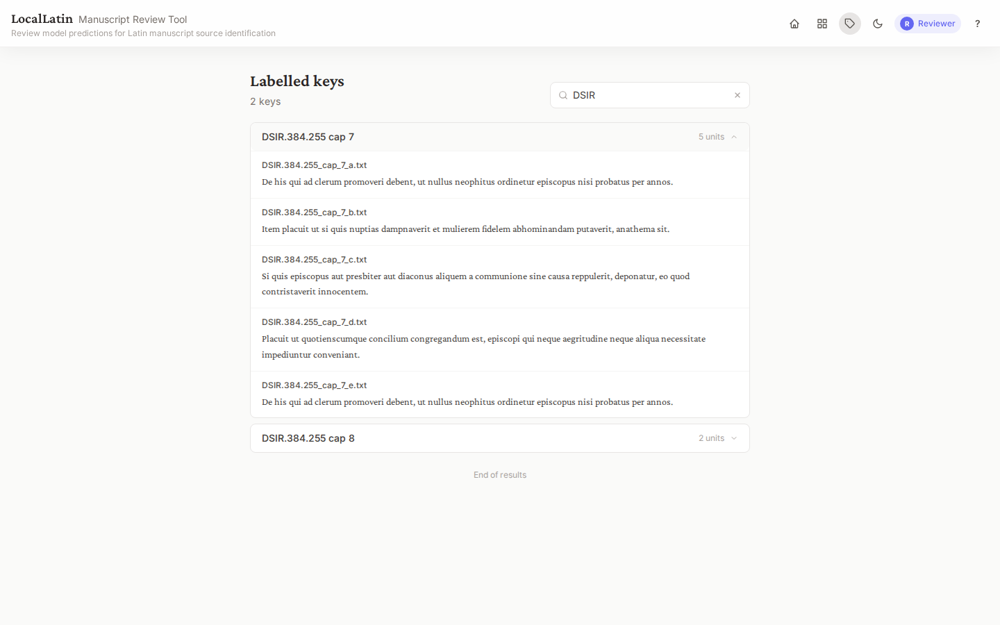 LocalLatin Manuscript Review Tool
Review model predictions for Latin manuscript source identification
R Reviewer ?
Labelled keys
2 keys
DSIR
DSIR.384.255 cap 7 5 units
DSIR.384.255_cap_7_a.txt
De his qui ad clerum promoveri debent, ut nullus neophitus ordinetur episcopus nisi probatus per annos.
DSIR.384.255_cap_7_b.txt
Item placuit ut si quis nuptias dampnaverit et mulierem fidelem abhominandam putaverit, anathema sit.
DSIR.384.255_cap_7_c.txt
Si quis episcopus aut presbiter aut diaconus aliquem a communione sine causa reppulerit, deponatur, eo quod
contristaverit innocentem.
DSIR.384.255_cap_7_d.txt
Placuit ut quotienscumque concilium congregandum est, episcopi qui neque aegritudine neque aliqua necessitate
impediuntur conveniant.
DSIR.384.255_cap_7_e.txt
De his qui ad clerum promoveri debent, ut nullus neophitus ordinetur episcopus nisi probatus per annos.
DSIR.384.255 cap 8 2 units
End of results